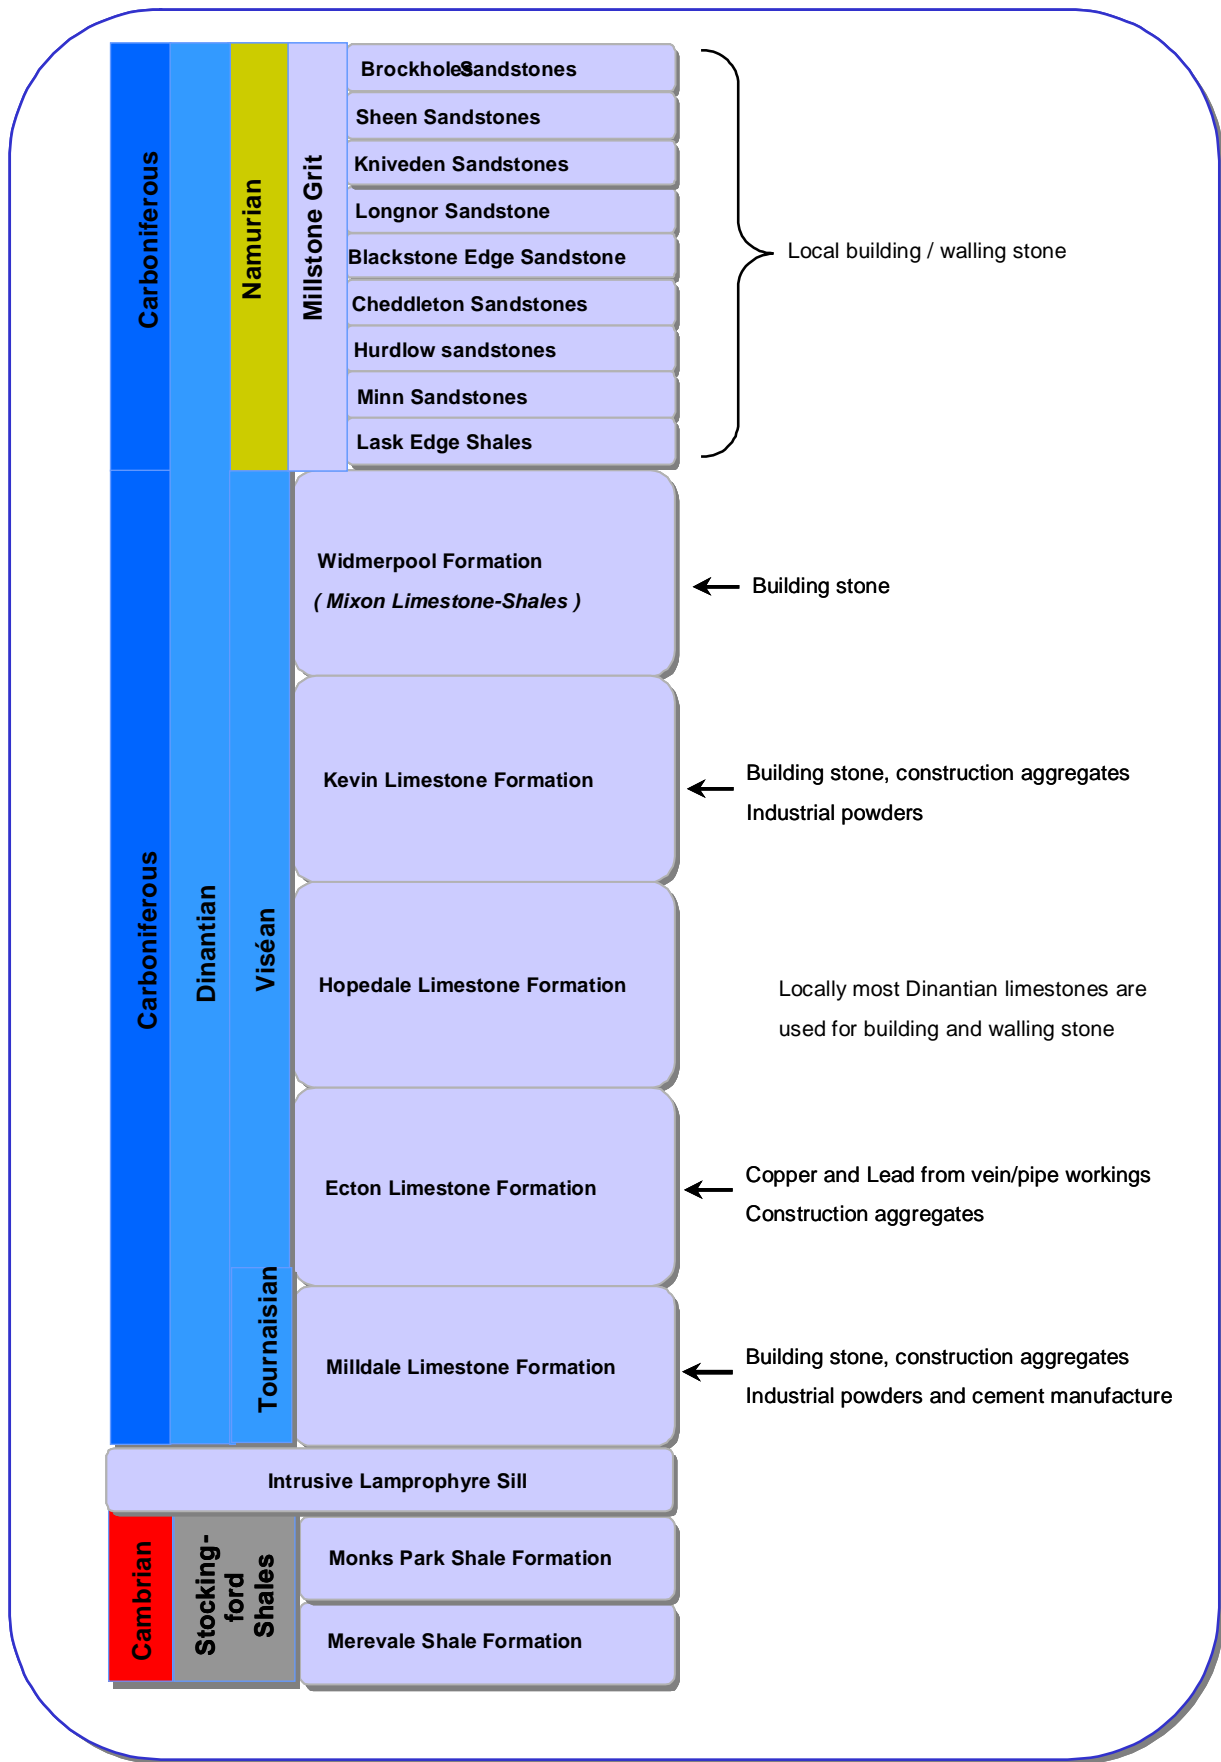 Carboniferous
Namurian
Millstone Grit
BrockholesSandstones
Sheen Sandstones
Kniveden Sandstones
Longnor Sandstone
Blackstone Edge Sandstone
Cheddleton Sandstones
Hurdlow sandstones
Minn Sandstones
Lask Edge Shales
Local building / walling stone
Carboniferous
Dinantian
Viséan
Widmerpool Formation
( Mixon Limestone-Shales )
Building stone
Kevin Limestone Formation
Building stone, construction aggregates
Industrial powders
Hopedale Limestone Formation
Locally most Dinantian limestones are
used for building and walling stone
Ecton Limestone Formation
Copper and Lead from vein/pipe workings
Construction aggregates
Tournaisian
Milldale Limestone Formation
Building stone, construction aggregates
Industrial powders and cement manufacture
Intrusive Lamprophyre Sill
Cambrian
Stocking-
ford
Shales
Monks Park Shale Formation
Merevale Shale Formation